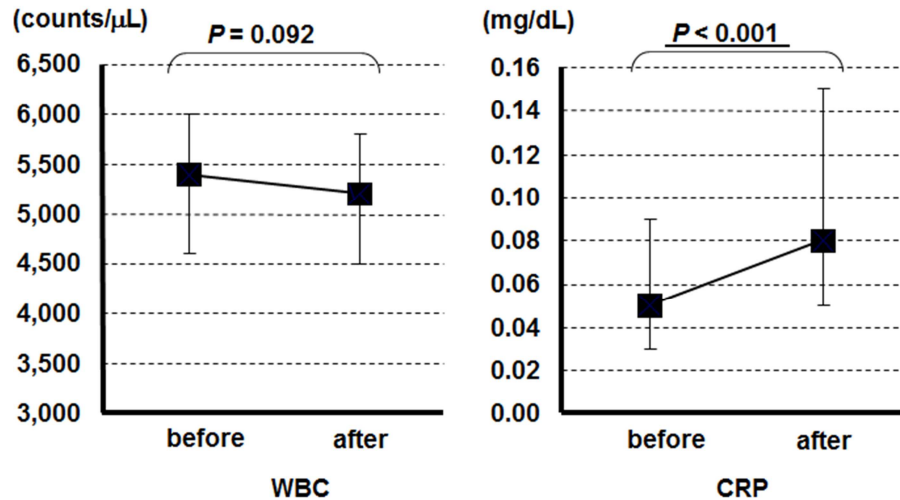 (counts/μL)
P = 0.092
6,500
6,000
5,500
5,000
4,500
4,000
3,500
3,000
before after
WBC
(mg/dL)
P < 0.001
0.16
0.14
0.12
0.10
0.08
0.06
0.04
0.02
0.00
before after
CRP